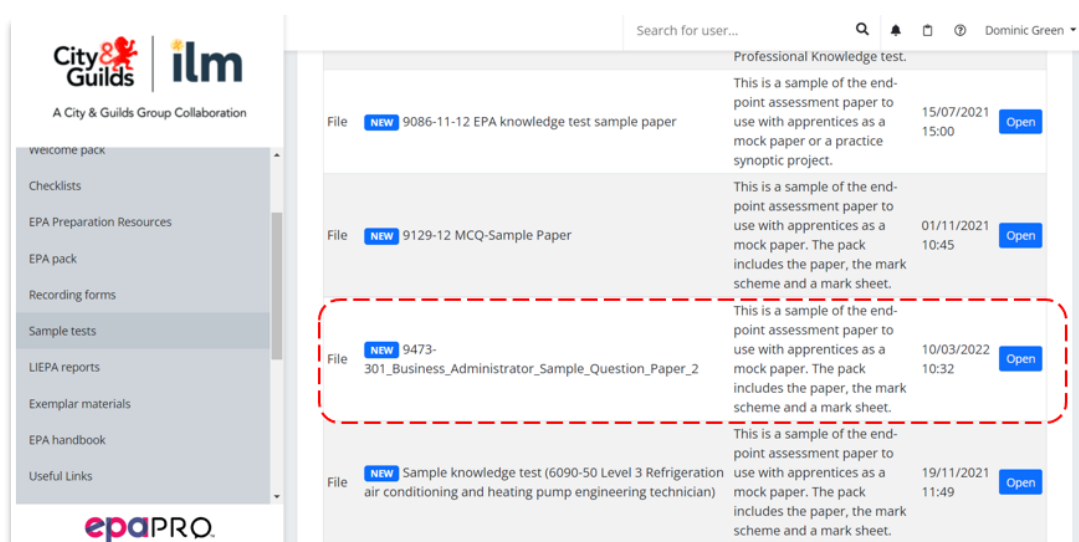 City&
Guilds
ilm
A City & Guilds Group Collaboration
Welcome pack
Checklists
EPA Preparation Resources
EPA pack
Recording forms
Sample tests
LIEPA reports
Exemplar materials
EPA handbook
Useful Links
epaPRO
Search for user...
Dominic Green
Professional Knowledge test.
File
NEW 9086-11-12 EPA knowledge test sample paper
This is a sample of the end-
point assessment paper to
use with apprentices as a
mock paper or a practice
synoptic project.
15/07/2021
15:00
Open
File
NEW 9129-12 MCQ-Sample Paper
This is a sample of the end-
point assessment paper to
use with apprentices as a
mock paper. The pack
includes the paper, the mark
scheme and a mark sheet.
01/11/2021
10:45
Open
File
NEW 9473-
301_Business_Administrator_Sample_Question_Paper_2
This is a sample of the end-
point assessment paper to
use with apprentices as a
mock paper. The pack
includes the paper, the mark
scheme and a mark sheet.
10/03/2022
10:32
Open
File
NEW Sample knowledge test (6090-50 Level 3 Refrigeration
air conditioning and heating pump engineering technician)
This is a sample of the end-
point assessment paper to
use with apprentices as a
mock paper. The pack
includes the paper, the mark
scheme and a mark sheet.
19/11/2021
11:49
Open